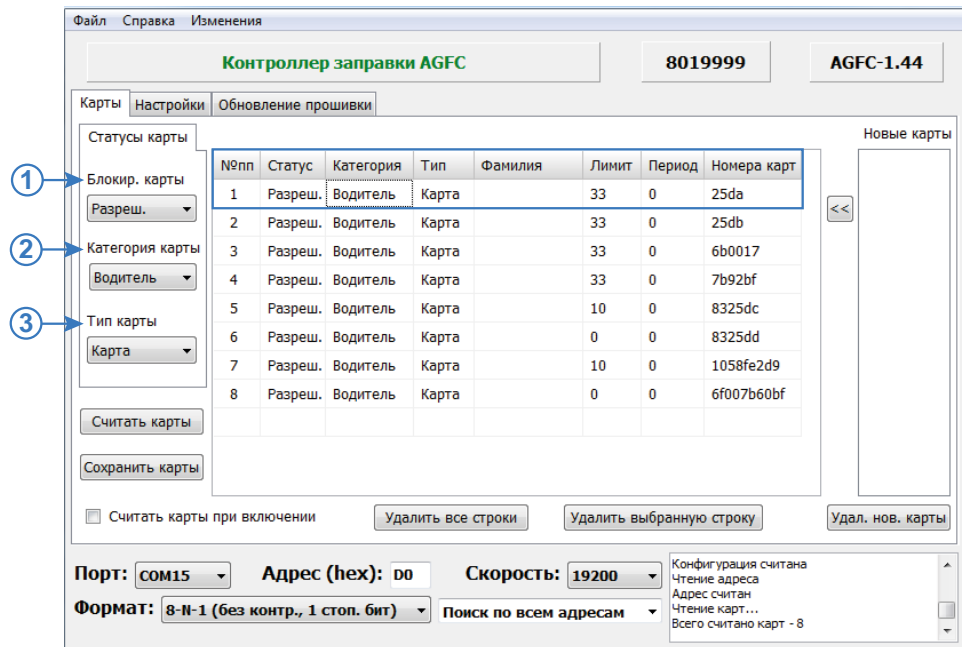 Файл Справка Изменения
Контроллер заправки AGFC 8019999 AGFC-1.44
Карты Настройки Обновление прошивки
Статусы карты
Новые карты
1
Блокир. карты
Разреш.
2
Категория карты
Водитель
3
Тип карты
Карта
Считать карты
Сохранить карты
№пп Статус Категория Тип Фамилия Лимит Период Номера карт
1 Разреш. Водитель Карта 33 0 25da
2 Разреш. Водитель Карта 33 0 25db
3 Разреш. Водитель Карта 33 0 6b0017
4 Разреш. Водитель Карта 33 0 7b92bf
5 Разреш. Водитель Карта 10 0 8325dc
6 Разреш. Водитель Карта 0 0 8325dd
7 Разреш. Водитель Карта 10 0 1058fe2d9
8 Разреш. Водитель Карта 0 0 6f007b60bf
<<
Считать карты при включении Удалить все строки Удалить выбранную строку Удал. нов. карты
Порт: COM15 Адрес (hex): D0 Скорость: 19200
Формат: 8-N-1 (без контр., 1 стоп. бит) Поиск по всем адресам
Конфигурация считана
Чтение адреса
Адрес считан
Чтение карт...
Всего считано карт - 8